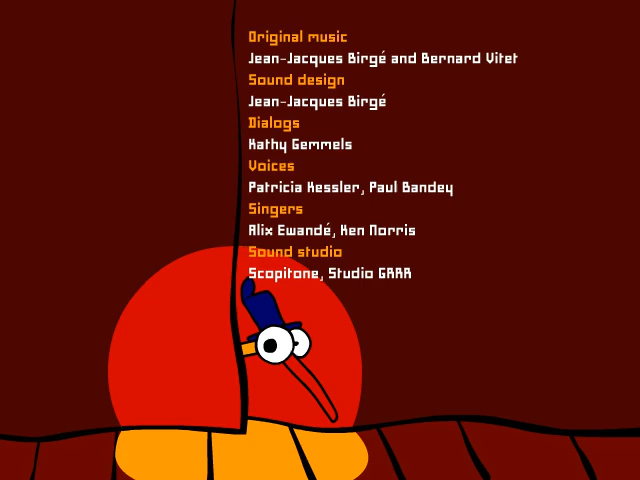 Original music
Jean-Jacques Birgé and Bernard Vitet
Sound design
Jean-Jacques Birgé
Dialogs
Kathy Gemmels
Voices
Patricia Kessler, Paul Bandey
Singers
Alix Ewandé, Ken Norris
Sound studio
Scopitone, Studio GRRR